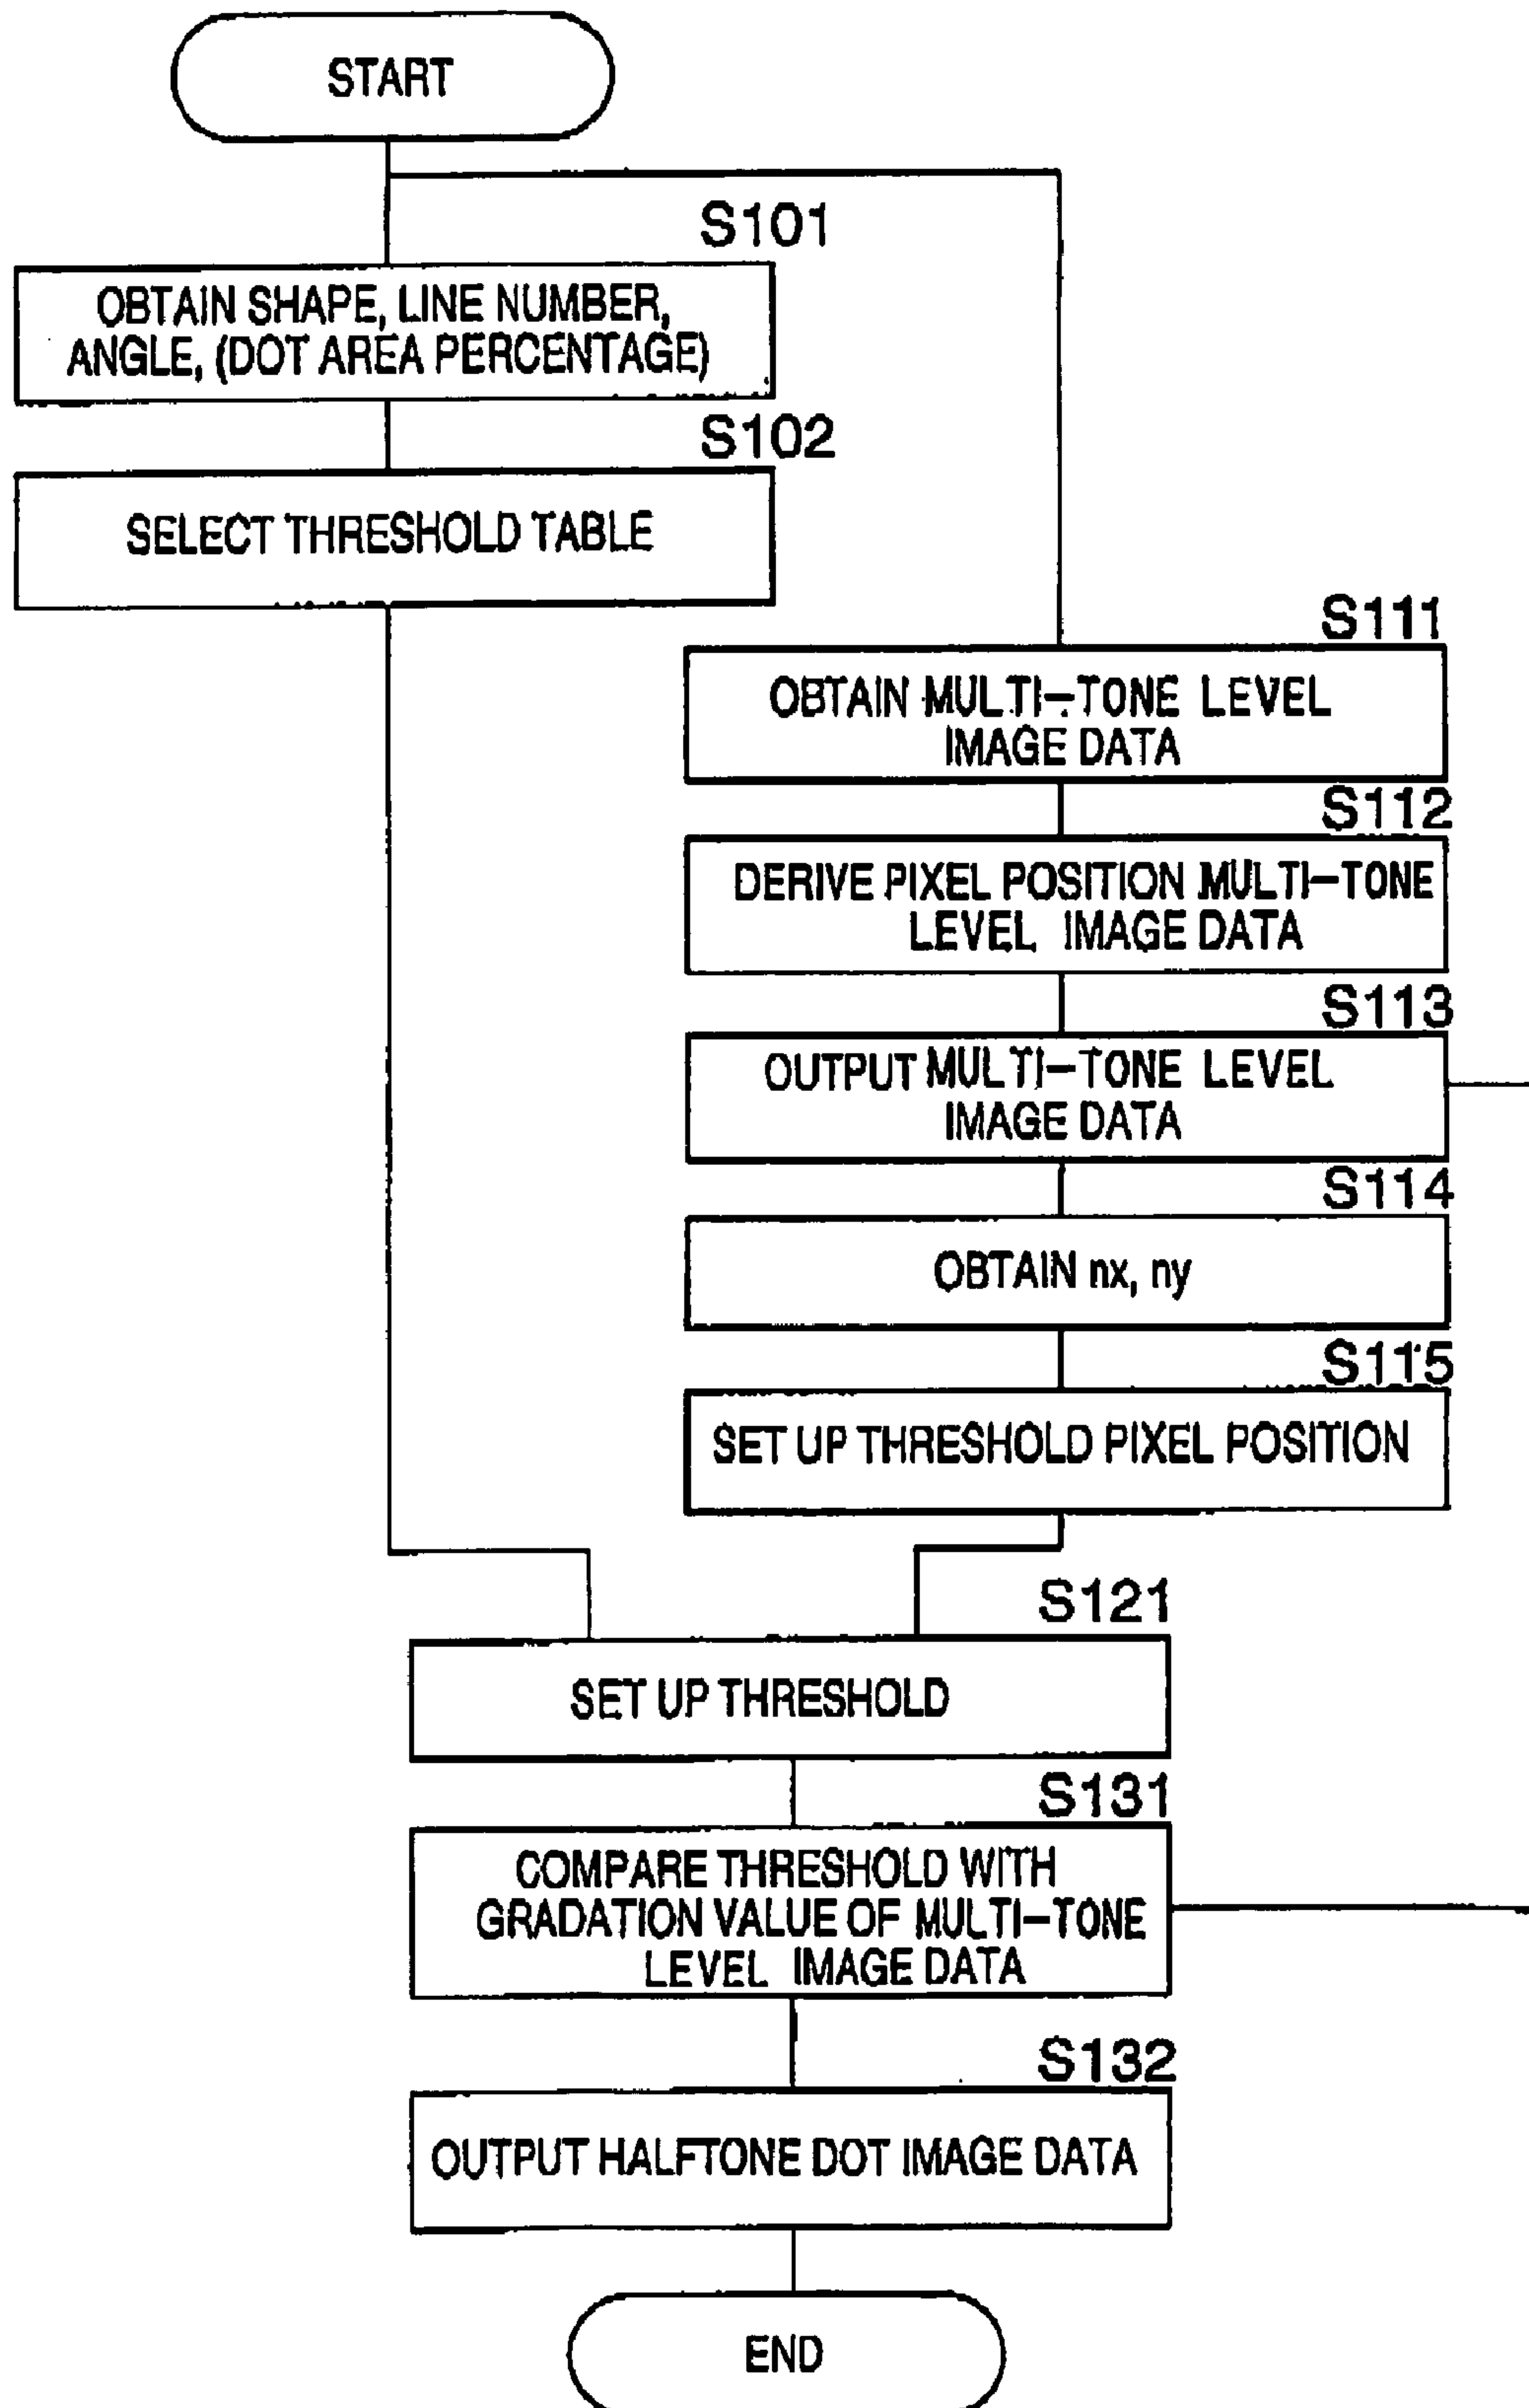 START
S101
OBTAIN SHAPE, LINE NUMBER,
ANGLE, (DOT AREA PERCENTAGE)
S102
SELECT THRESHOLD TABLE
S111
OBTAIN MULTI-TONE LEVEL
IMAGE DATA
S112
DERIVE PIXEL POSITION MULTI-TONE
LEVEL IMAGE DATA
S113
OUTPUT MULTI-TONE LEVEL
IMAGE DATA
S114
OBTAIN nx, ny
S115
SET UP THRESHOLD PIXEL POSITION
S121
SET UP THRESHOLD
S131
COMPARE THRESHOLD WITH
GRADATION VALUE OF MULTI-TONE
LEVEL IMAGE DATA
S132
OUTPUT HALFTONE DOT IMAGE DATA
END